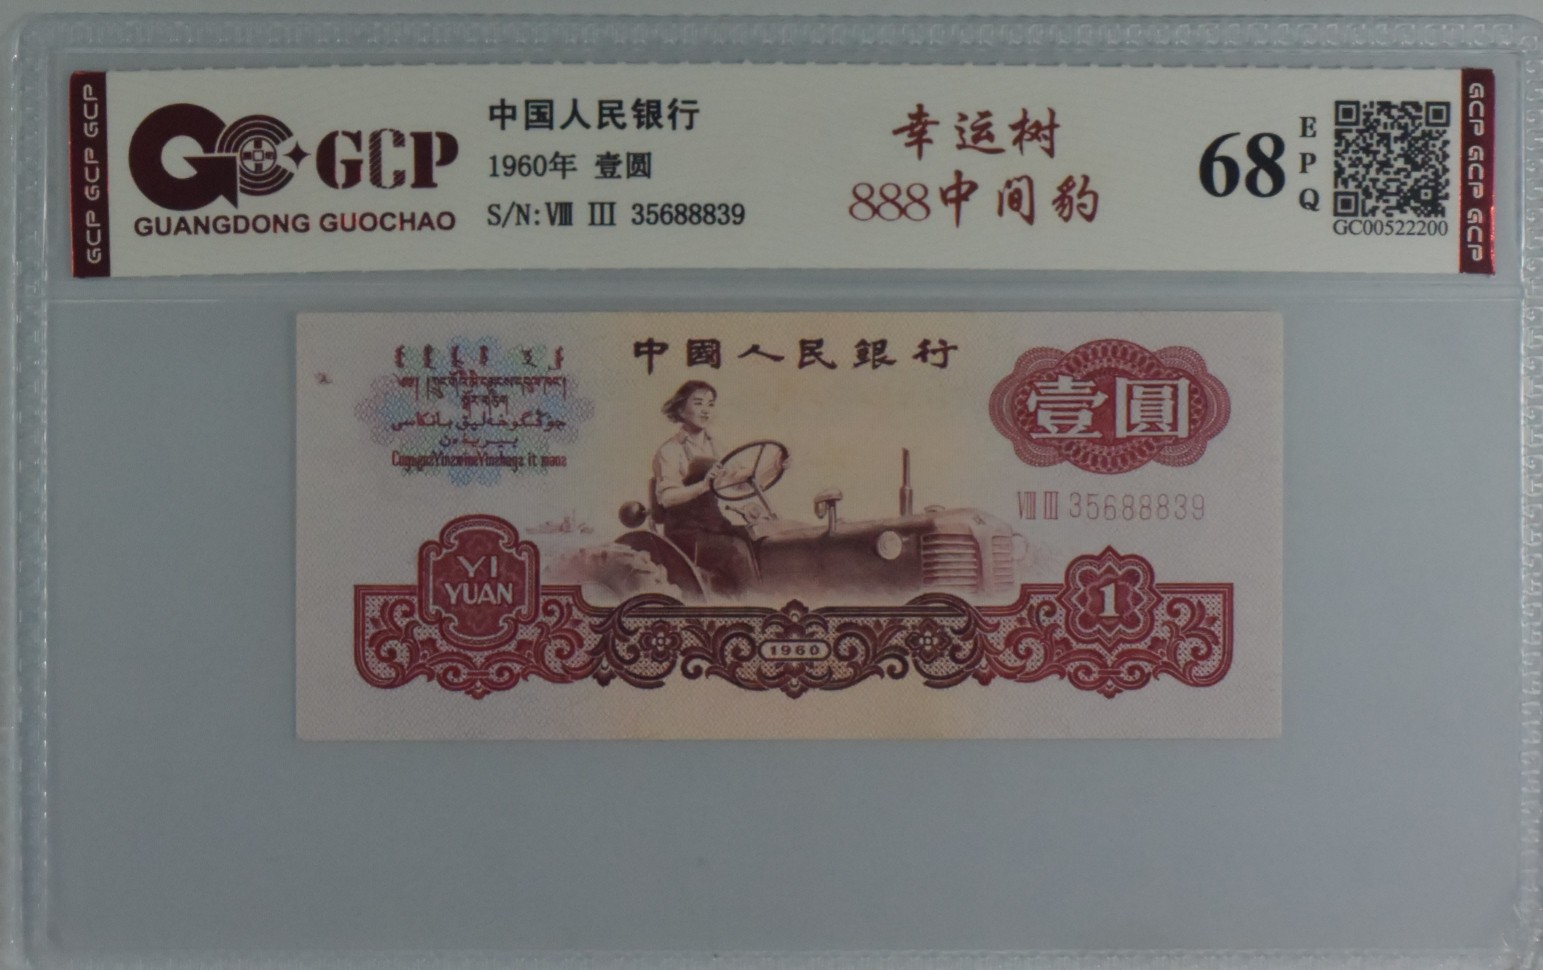 GCP GCP GCP
GCP
GUANGDONG GUOCHAO
中国人民银行
1960年 壹圆
S/N: Ⅷ Ⅲ 35688839
幸运树
888中间豹
68
EPQ
GC00522200
GCP GCP GCP
中國人民銀行
壹圓
Ⅷ Ⅲ 35688839
YI
YUAN
1960
1